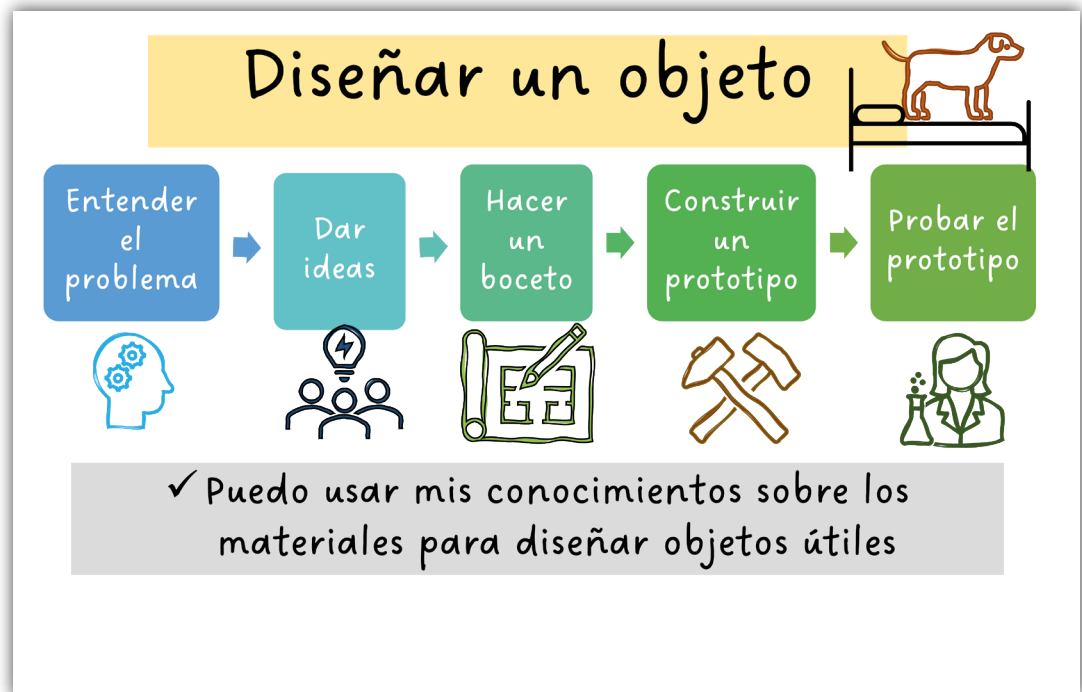 Diseñar un objeto
Entender
el
problema
Dar
ideas
Hacer
un
boceto
Construir
un
prototipo
Probar el
prototipo
✓ Puedo usar mis conocimientos sobre los
materiales para diseñar objetos útiles